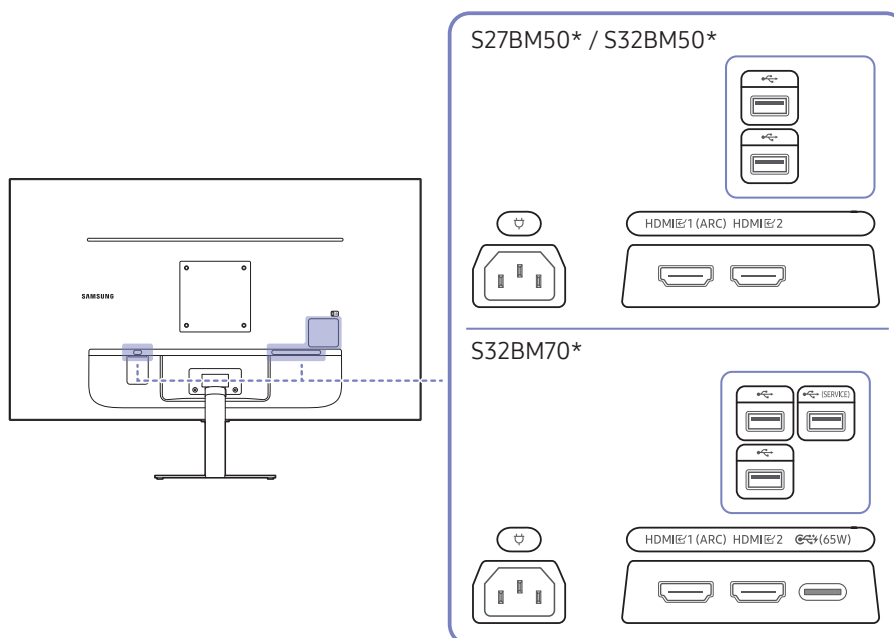 S27BM50* / S32BM50*
HDMI 1 (ARC) HDMI 2
SAMSUNG
S32BM70*
(SERVICE)
HDMI 1 (ARC) HDMI 2 (65W)